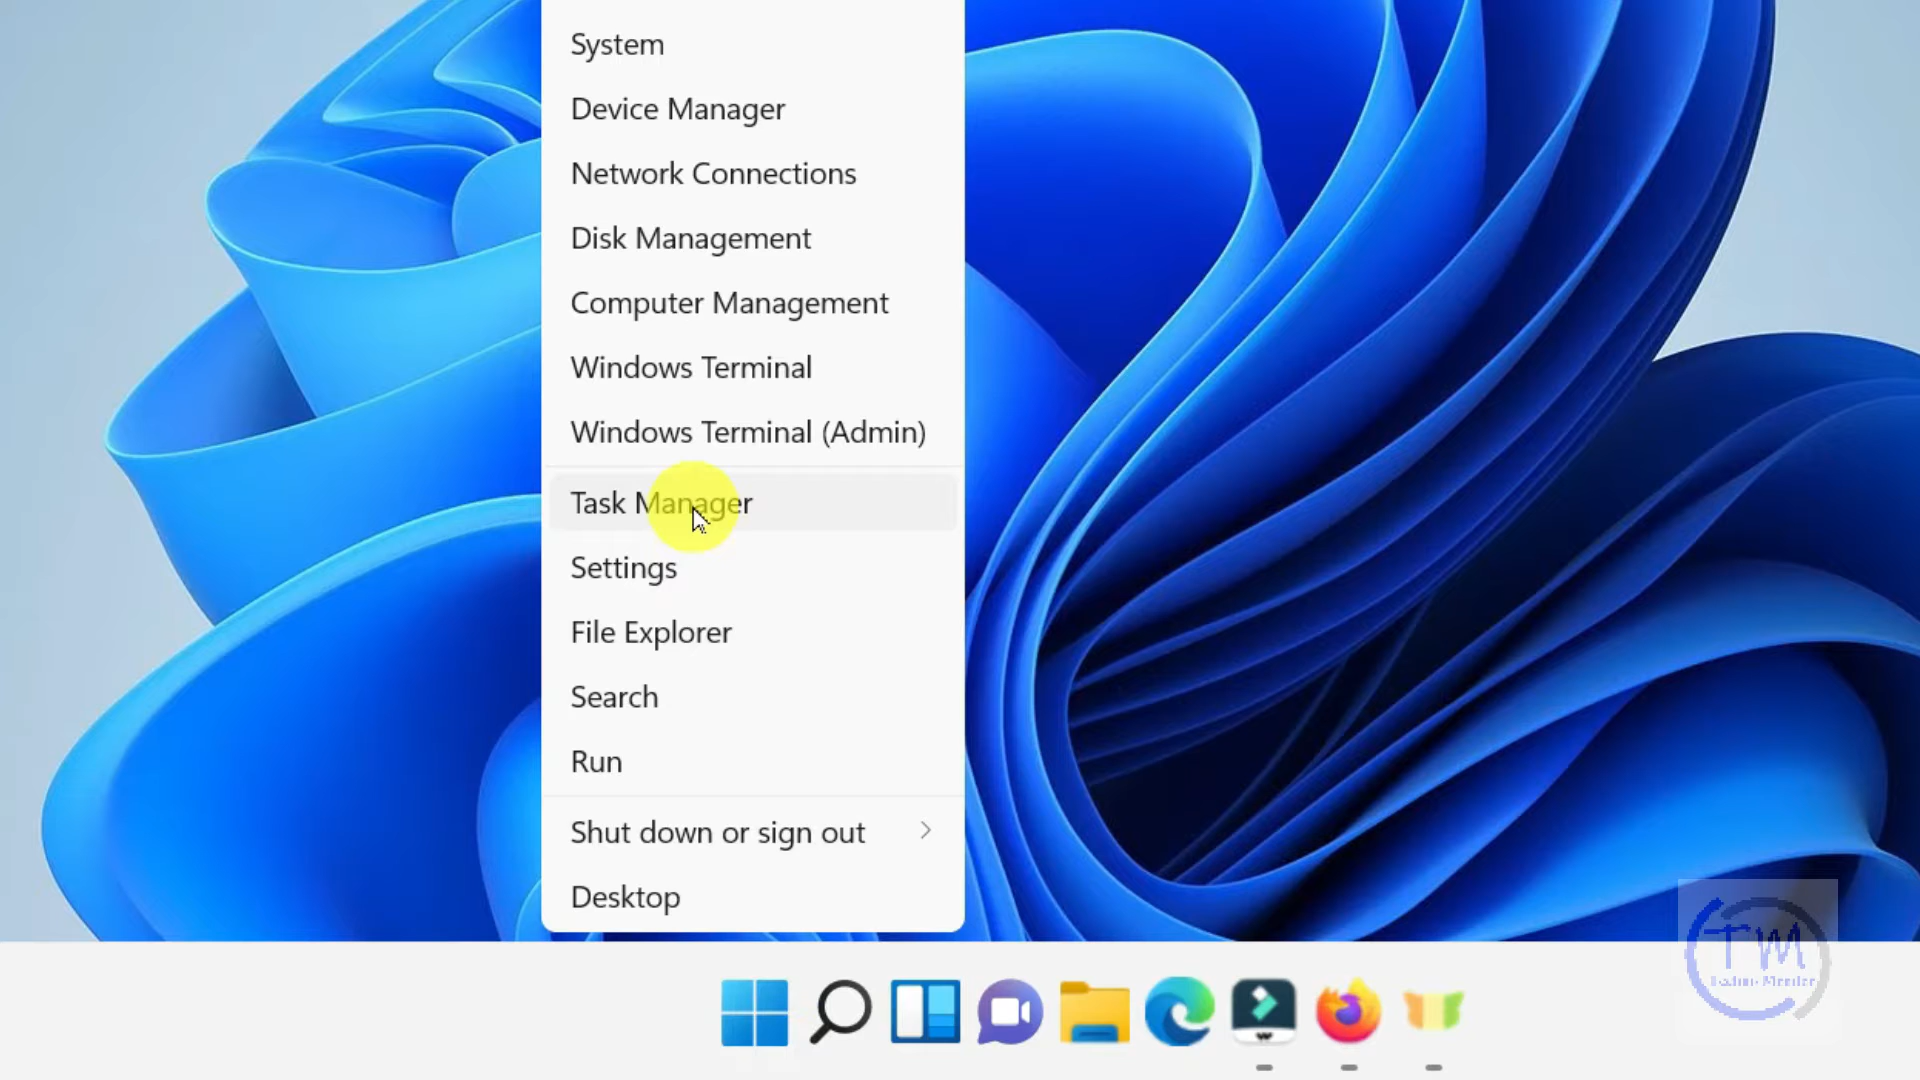 System
Device Manager
Network Connections
Disk Management
Computer Management
Windows Terminal
Windows Terminal (Admin)
Task Manager
Settings
File Explorer
Search
Run
Shut down or sign out
Desktop
TM